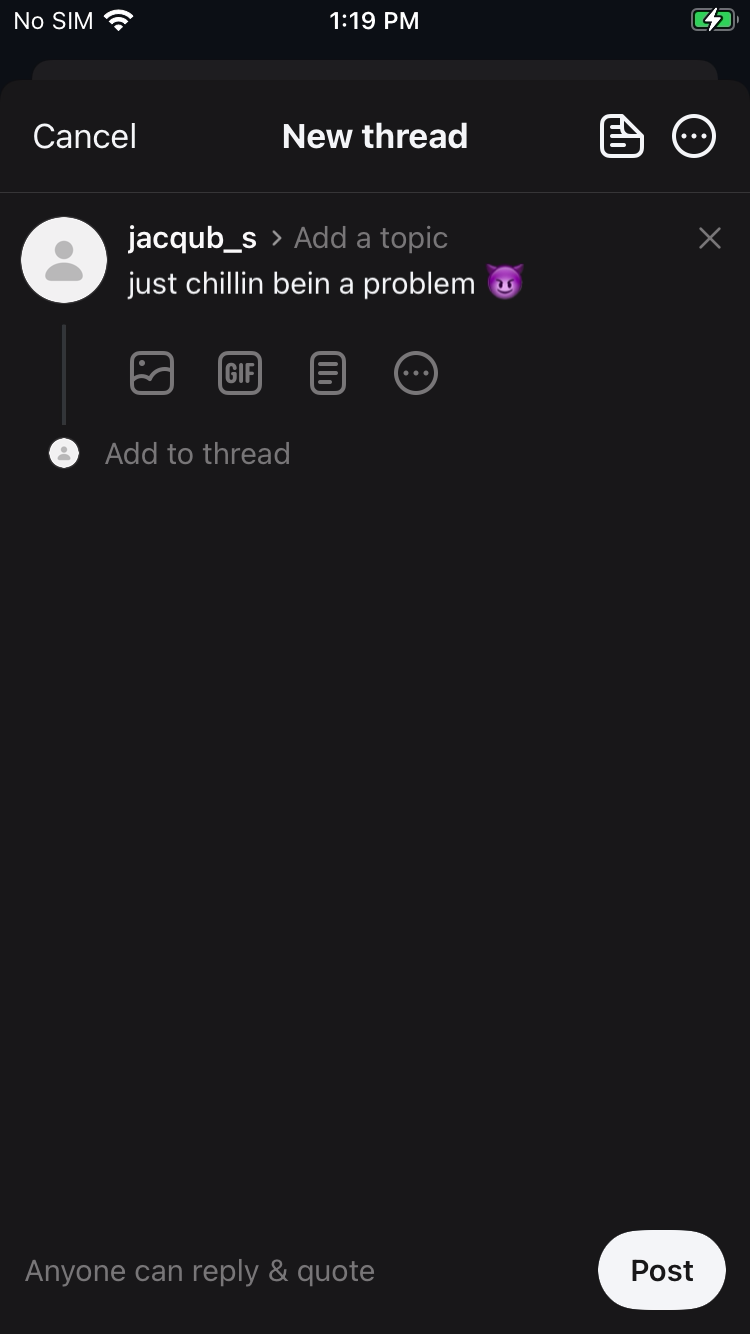 No SIM 1:19 PM
Cancel New thread
jacqub_s > Add a topic
just chillin bein a problem 😈
GIF
Add to thread
Anyone can reply & quote Post